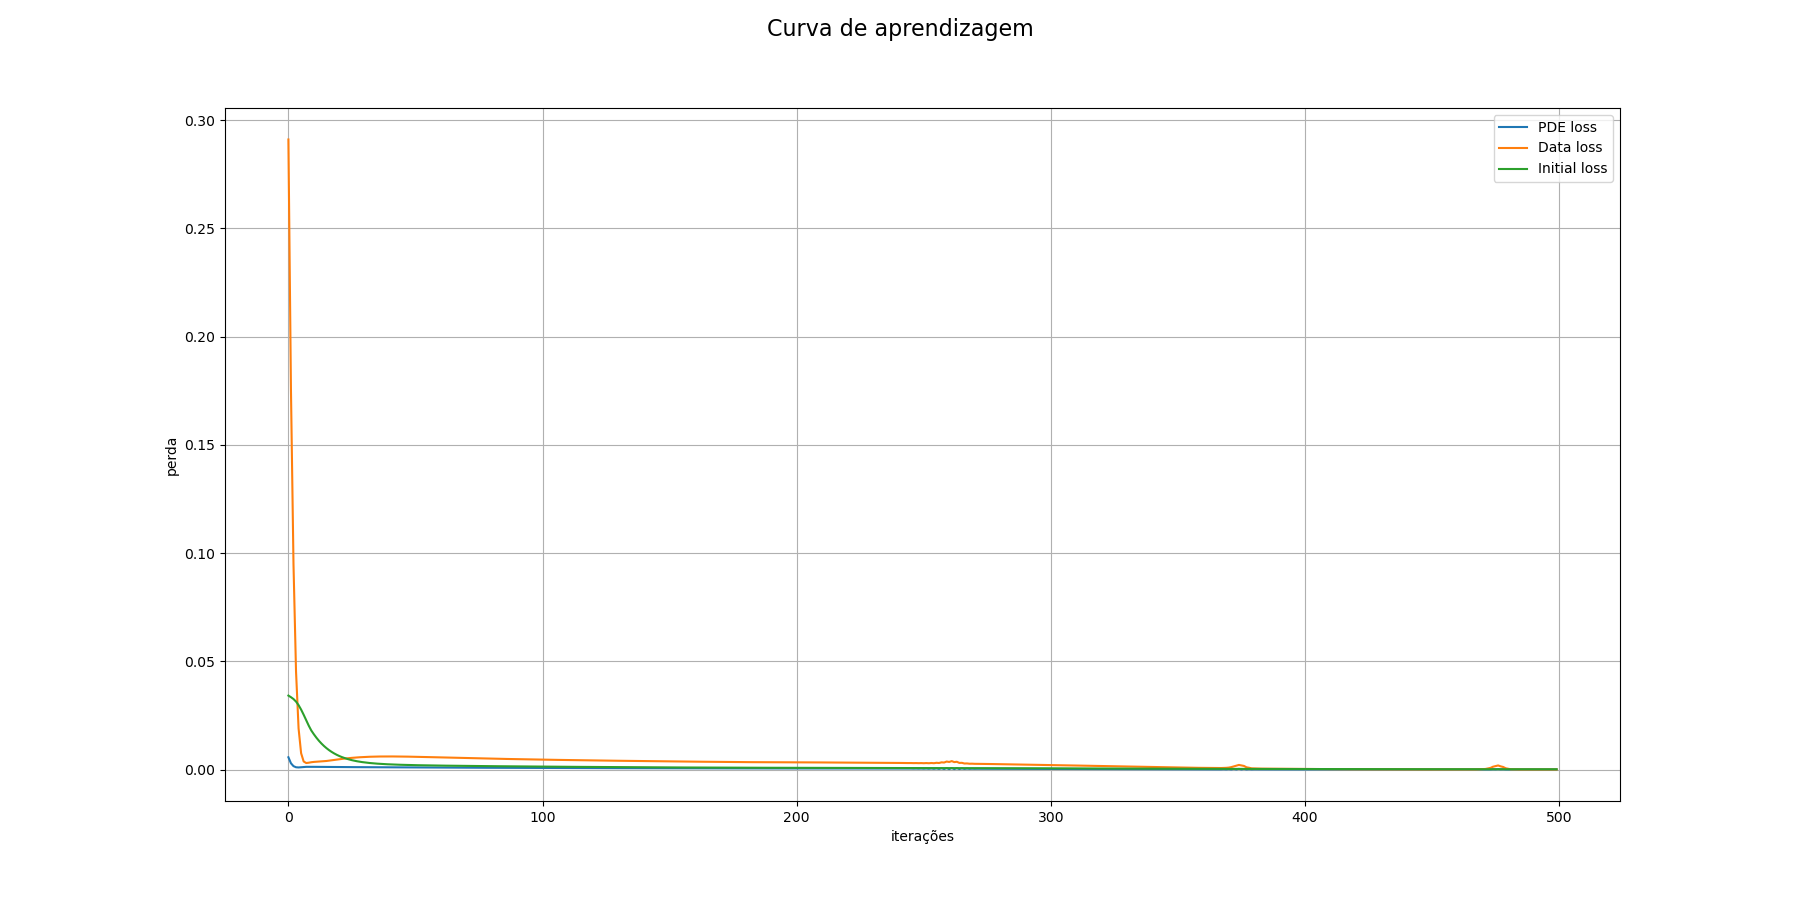 Curva de aprendizagem
PDE loss
Data loss
Initial loss
0.30
0.25
0.20
0.15
0.10
0.05
0.00
perda
0 100 200 300 400 500
iterações